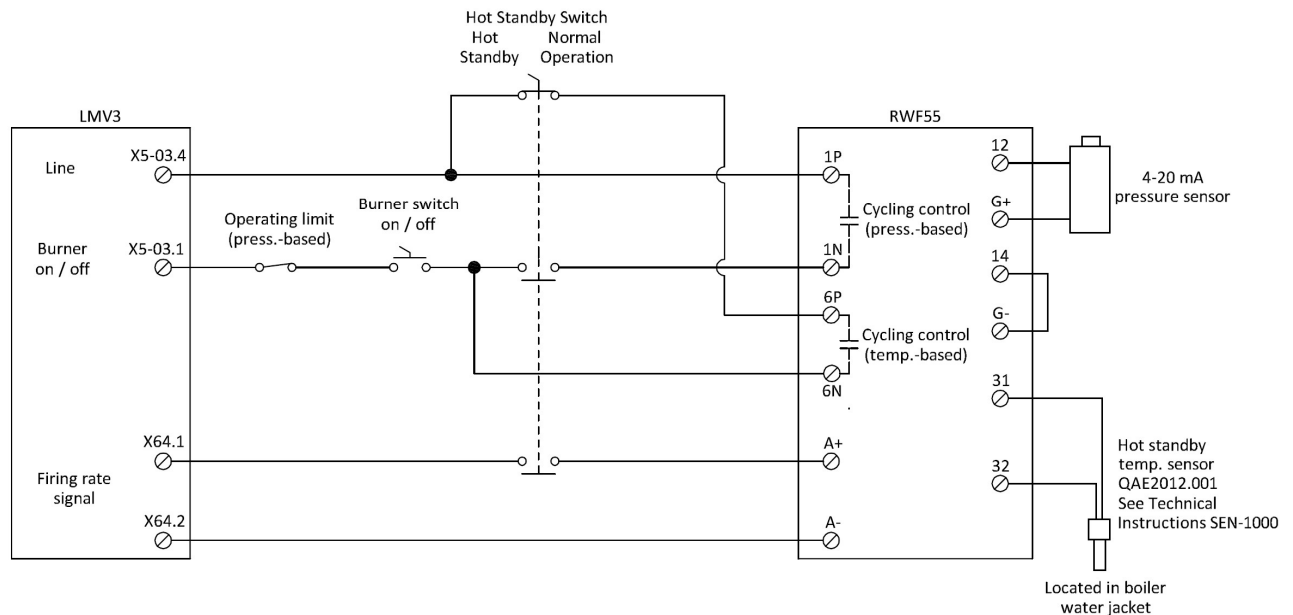 Hot Standby Switch
Hot Normal
Standby Operation
LMV3
RWF55
Line
X5-03.4
1P
12
4-20 mA
pressure sensor
Operating limit
(press.-based)
Burner switch
on / off
Cycling control
(press.-based)
G+
Burner
on / off
X5-03.1
1N
14
6P
G-
Cycling control
(temp.-based)
6N
31
X64.1
A+
Firing rate
signal
32
Hot standby
temp. sensor
QAE2012.001
See Technical
Instructions SEN-1000
X64.2
A-
Located in boiler
water jacket